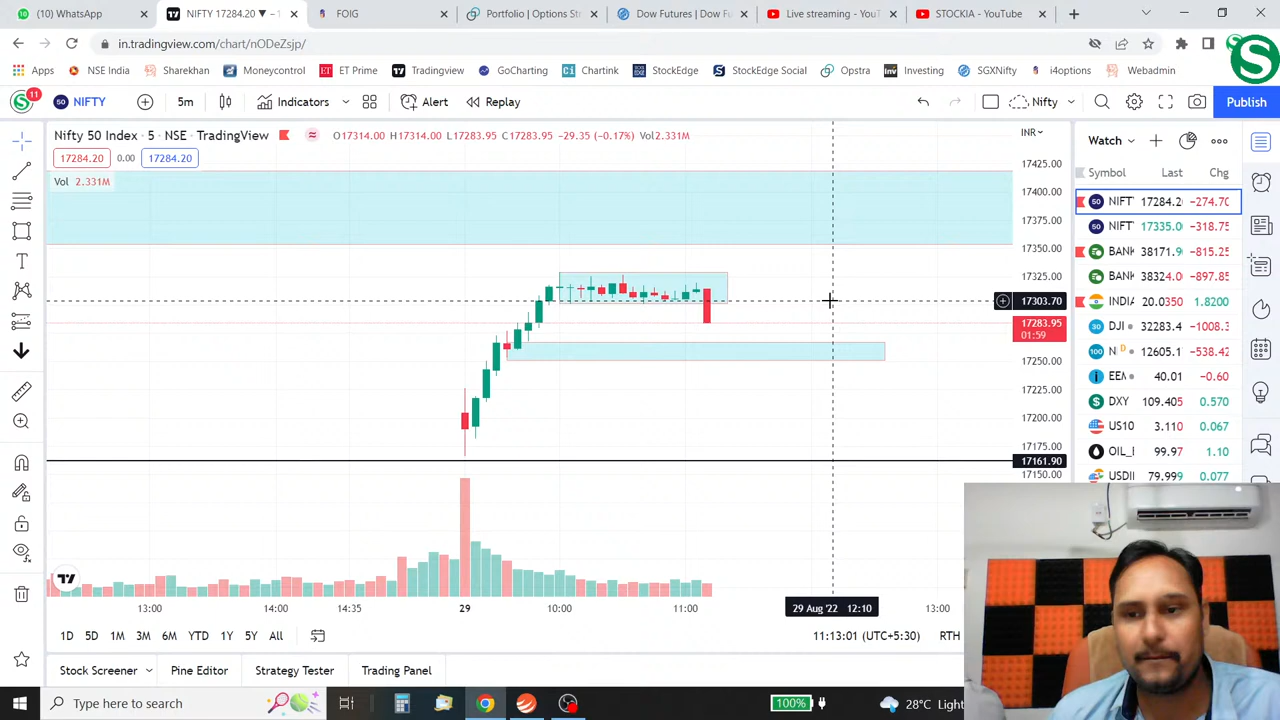 16 WhatsApp
NIFTY 17284.20 ▼ −1
FOIG
Portfolio | Options Str
Dow Futures | Dow Fu
Live streaming - YouTu
STOCKIA - YouTube
in.tradingview.com/chart/nODeZsjp/
Apps
NSE India
Sharekhan
Moneycontrol
ET Prime
Tradingview
GoCharting
Chartink
StockEdge
StockEdge Social
Opstra
Investing
SGXNifty
i4options
Webadmin
S
11
NIFTY
5m
Indicators
Alert
Replay
Nifty
Publish
Nifty 50 Index · 5 · NSE · TradingView
O17314.00 H17314.00 L17283.95 C17283.95 −29.35 (−0.17%) Vol2.331M
17284.20 0.00 17284.20
Vol 2.331M
INR
17425.00
17400.00
17375.00
17350.00
17325.00
17303.70
17283.95
01:59
17250.00
17225.00
17200.00
17175.00
17161.90
17150.00
Watch
Symbol Last Chg
NIFT 17284.2 −274.70
NIFT 17335.0 −318.75
BANK 38171.9 −815.25
BANK 38324.0 −897.85
INDIA 20.0350 1.8200
DJI 32283.4 −1008.3
N D 12605.1 −538.42
EEM 40.01 −0.60
DXY 109.405 0.570
US10 3.110 0.067
OIL_ 99.97 1.10
USDI 79.999 0.077
13:00
14:00
14:35
29
10:00
11:00
29 Aug '22 12:10
13:00
1D 5D 1M 3M 6M YTD 1Y 5Y All
11:13:01 (UTC+5:30)
RTH
Stock Screener
Pine Editor
Strategy Tester
Trading Panel
Type here to search
100%
28°C Light